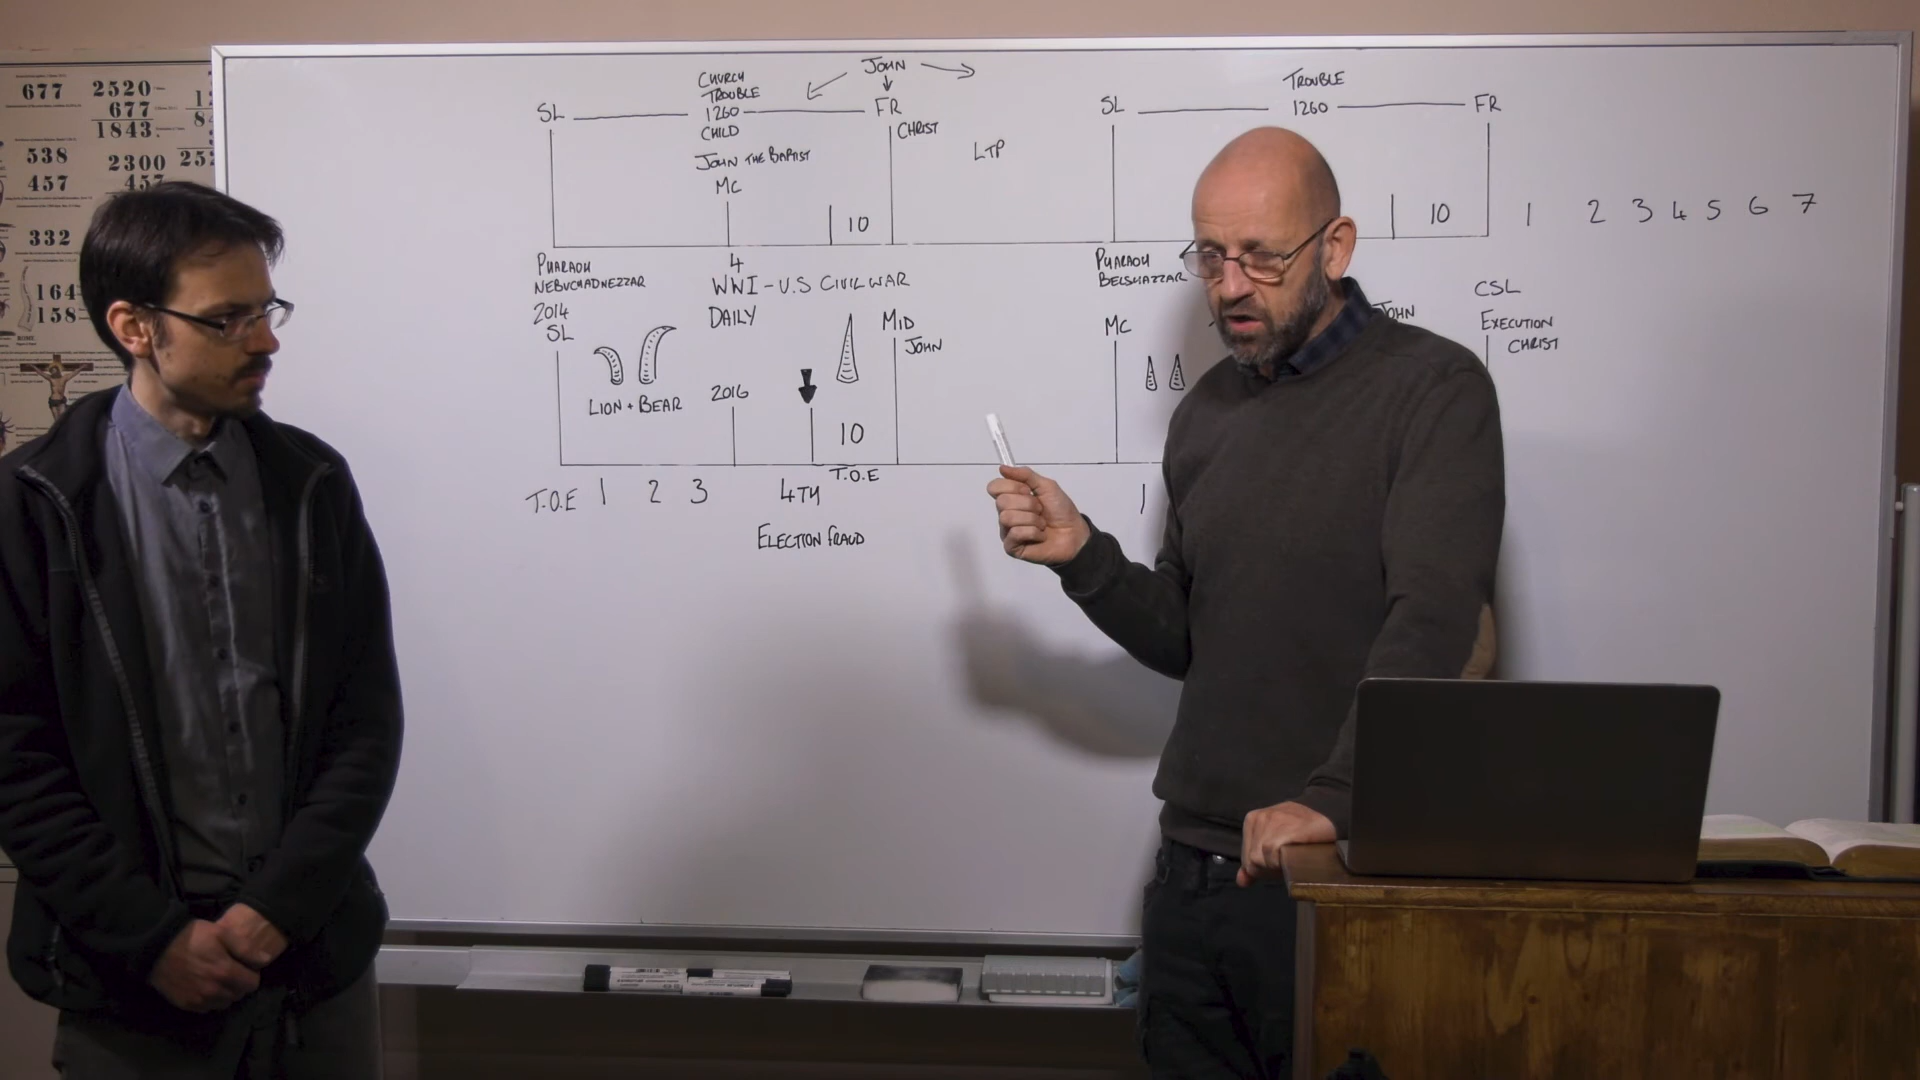 677
2520
677
1843.
538
457
2300
457
252
332
164
158
JOHN
CHURCH
TROUBLE
SL 1260 FR
CHILD
CHRIST
JOHN THE BAPTIST
MC
LTP
10
TROUBLE
SL 1260 FR
10 1 2 3 4 5 6 7
PHARAOH
NEBUCHADNEZZAR
4
WWI - U.S CIVIL WAR
PHARAOH
BELSHAZZAR
2014
SL
DAILY
MID
JOHN
MC
JOHN
CSL
EXECUTION
CHRIST
LION + BEAR
2016
10
T.O.E
T.O.E 1 2 3 4TH
1
ELECTION FRAUD